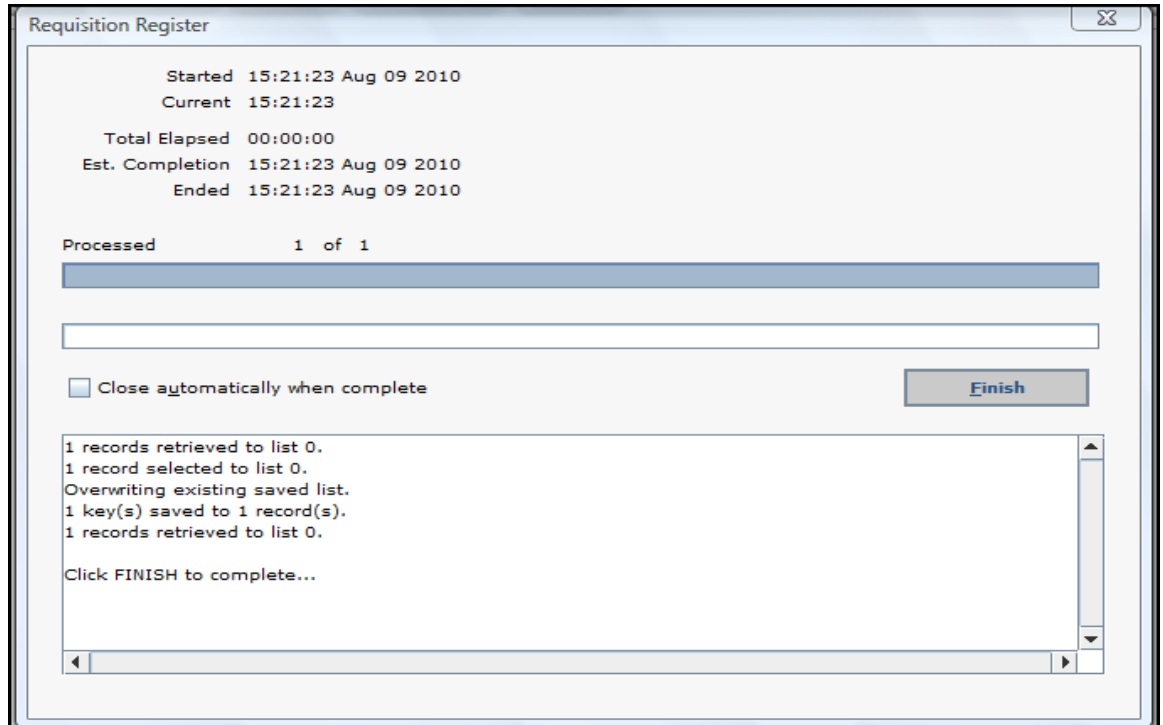 Requisition Register
Started 15:21:23 Aug 09 2010
Current 15:21:23
Total Elapsed 00:00:00
Est. Completion 15:21:23 Aug 09 2010
Ended 15:21:23 Aug 09 2010
Processed 1 of 1
Close automatically when complete
Finish
1 records retrieved to list 0.
1 record selected to list 0.
Overwriting existing saved list.
1 key(s) saved to 1 record(s).
1 records retrieved to list 0.
Click FINISH to complete...